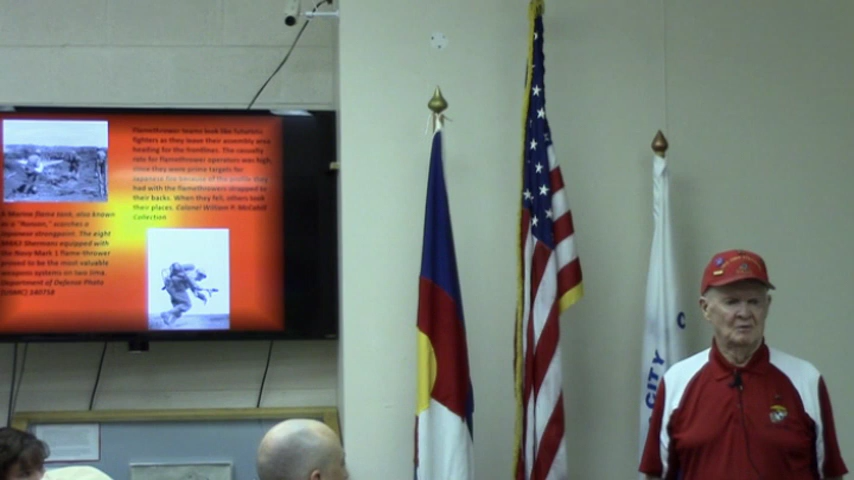 Flamethrower teams look like futuristic
fighters as they leave their assembly area
heading for the frontlines. The casualty
rate for flamethrower operators was high,
since they were prime targets for
Japanese fire because of the profile they
had with the flamethrowers strapped to
their backs. When they fell, others took
their places. Colonel William P. McCahill
Collection
A Marine flame tank, also known
as a "Ronson," scorches a
Japanese strongpoint. The eight
M4A3 Shermans equipped with
the Navy Mark 1 flame-thrower
proved to be the most valuable
weapons systems on Iwo Jima.
Department of Defense Photo
(USMC) 140758
CITY